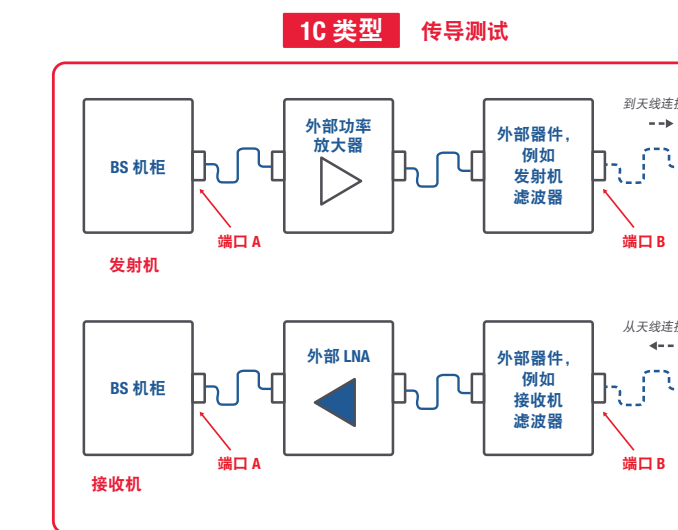 1C 类型 传导测试
到天线连
外部功率
放大器
外部器件，
例如
发射机
滤波器
BS 机柜
端口 A
端口 B
发射机
从天线连
外部 LNA
外部器件，
例如
接收机
滤波器
BS 机柜
端口 A
端口 B
接收机